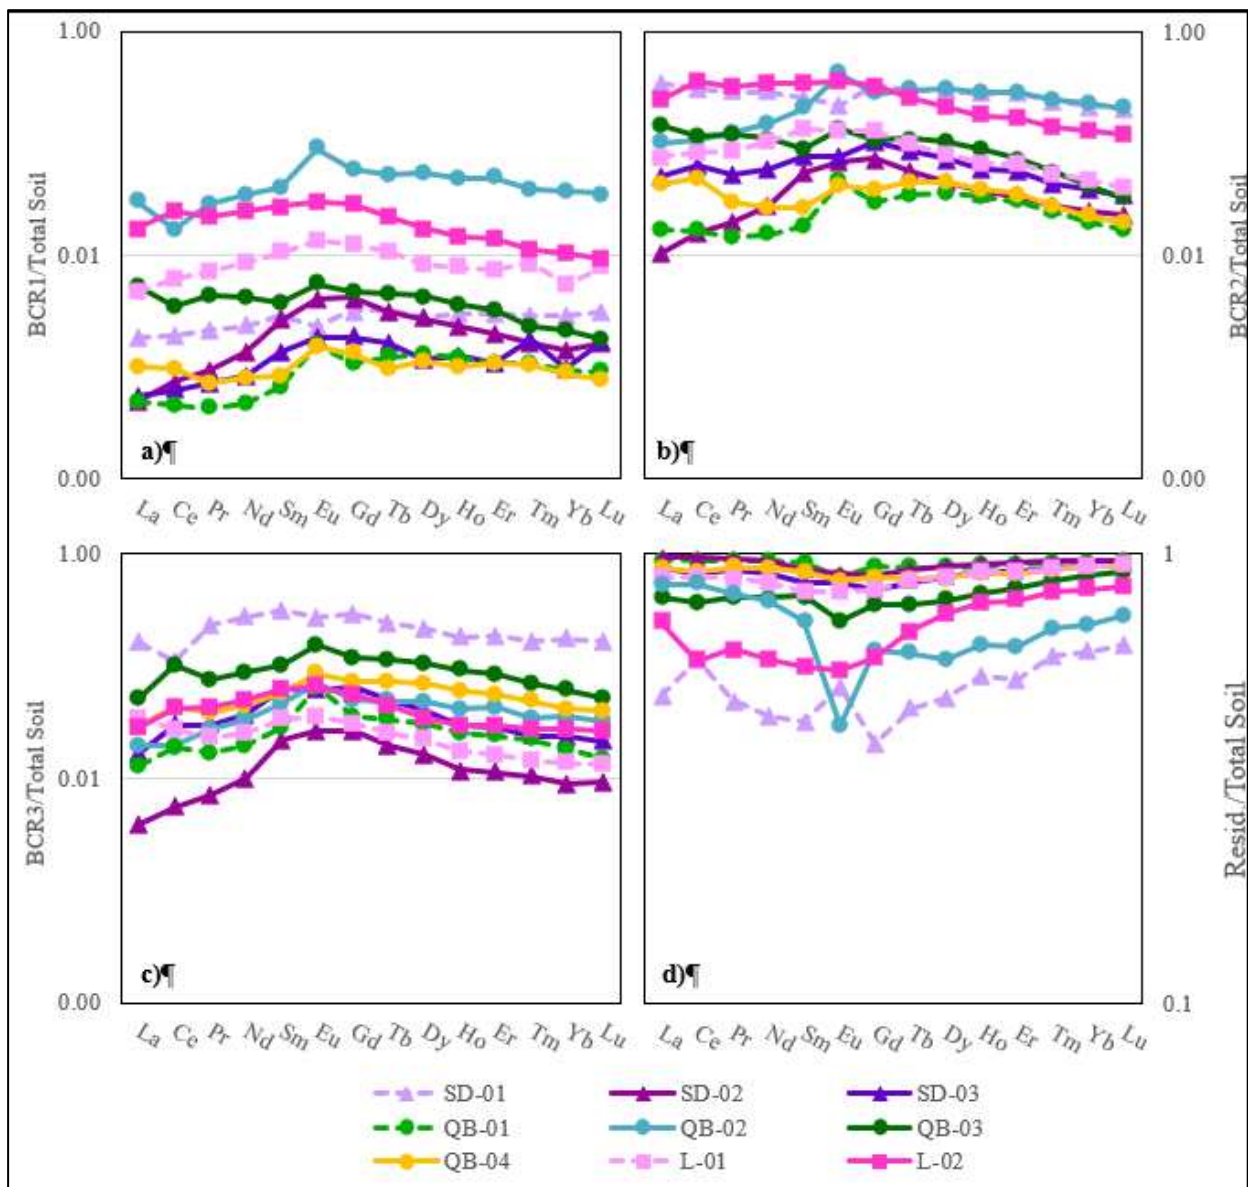 1.00
0.01
0.00
BCR1/Total Soil
a)¶
La Ce Pr Nd Sm Eu Gd Tb Dy Ho Er Tm Yb Lu
1.00
0.01
0.00
BCR2/Total Soil
b)¶
La Ce Pr Nd Sm Eu Gd Tb Dy Ho Er Tm Yb Lu
1.00
0.01
0.00
BCR3/Total Soil
c)¶
La Ce Pr Nd Sm Eu Gd Tb Dy Ho Er Tm Yb Lu
1
0.1
Resid./Total Soil
d)¶
La Ce Pr Nd Sm Eu Gd Tb Dy Ho Er Tm Yb Lu
SD-01 SD-02 SD-03
QB-01 QB-02 QB-03
QB-04 L-01 L-02